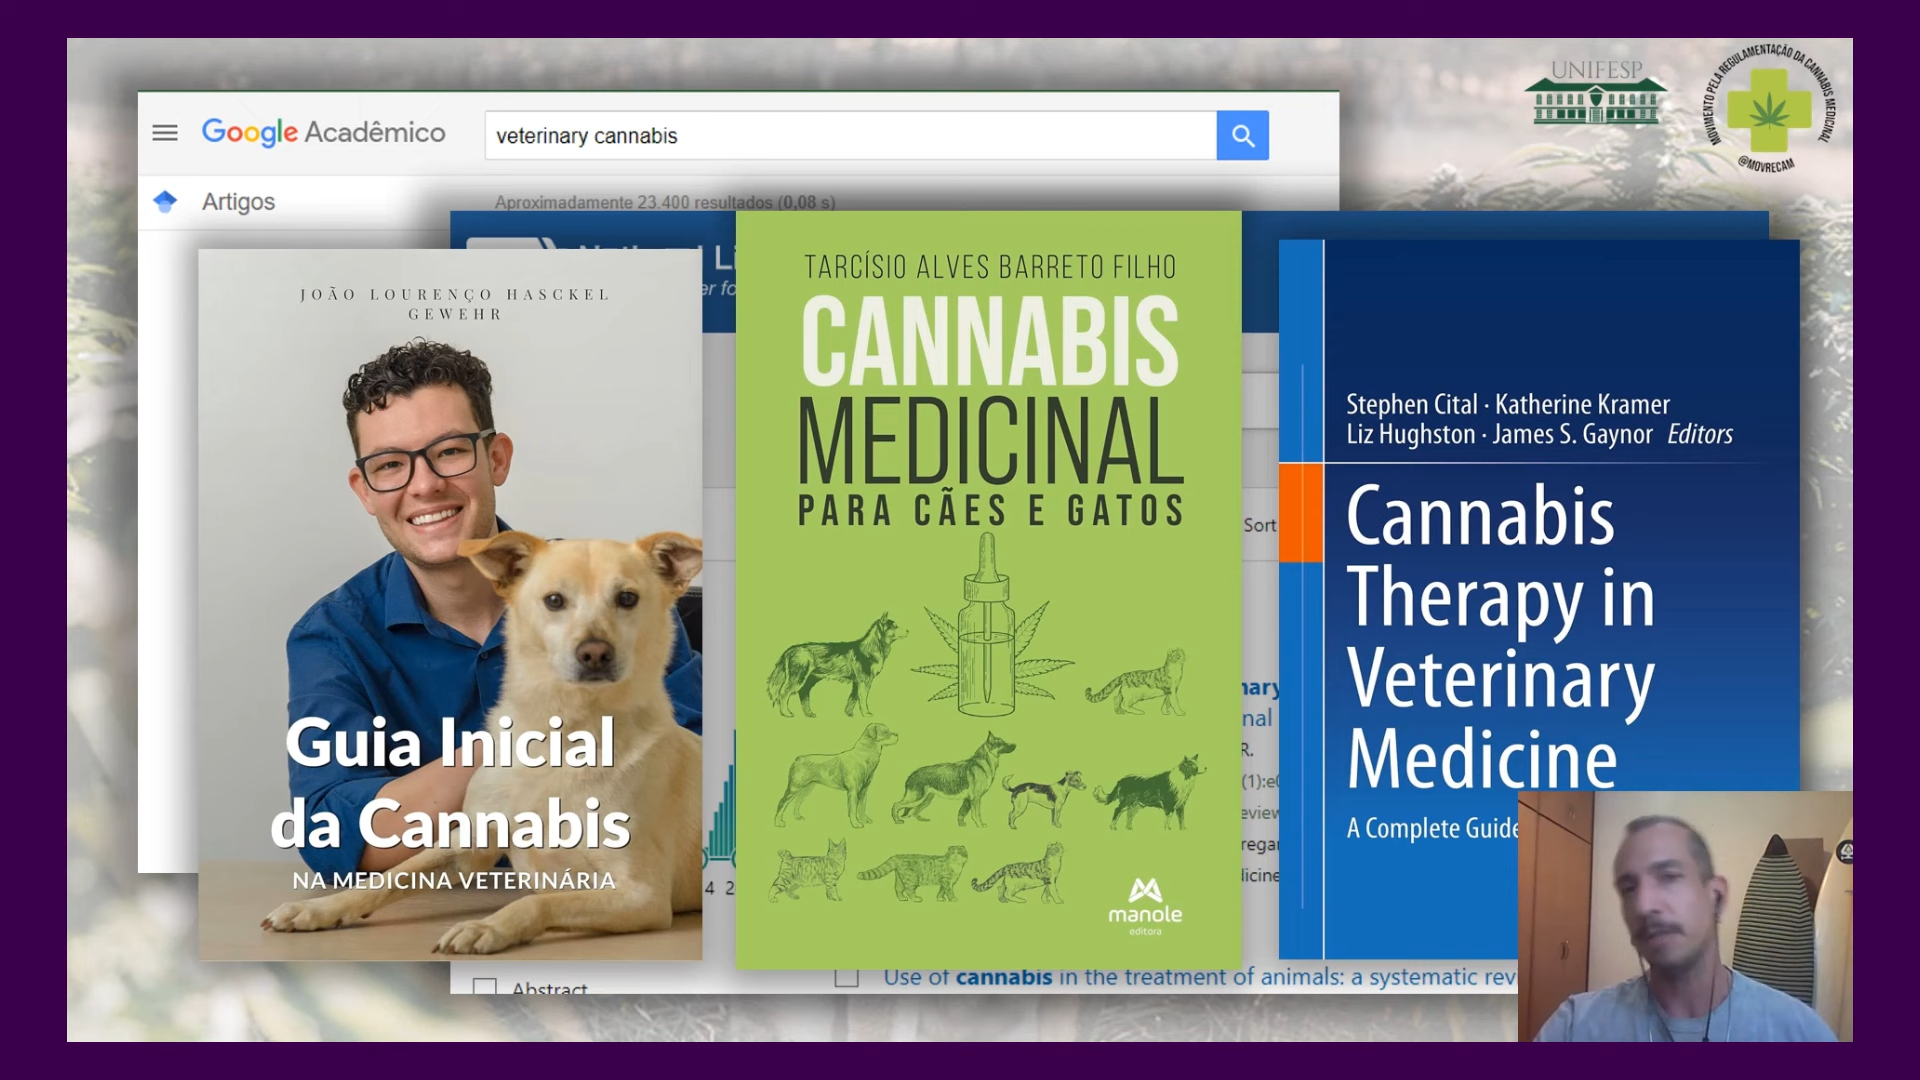 UNIFESP
MOVIMENTO PELA REGULAMENTAÇÃO DA CANNABIS MEDICINAL
@MOVRECAM
Google Acadêmico
veterinary cannabis
Artigos
Aproximadamente 23.400 resultados (0,08 s)
JOÃO LOURENÇO HASCKEL
GEWEHR
Guia Inicial
da Cannabis
NA MEDICINA VETERINÁRIA
TARCÍSIO ALVES BARRETO FILHO
CANNABIS
MEDICINAL
PARA CÃES E GATOS
manole
editora
Stephen Cital · Katherine Kramer
Liz Hughston · James S. Gaynor Editors
Cannabis
Therapy in
Veterinary
Medicine
A Complete Guide
Sort
nal
R.
Abstract
Use of cannabis in the treatment of animals: a systematic rev